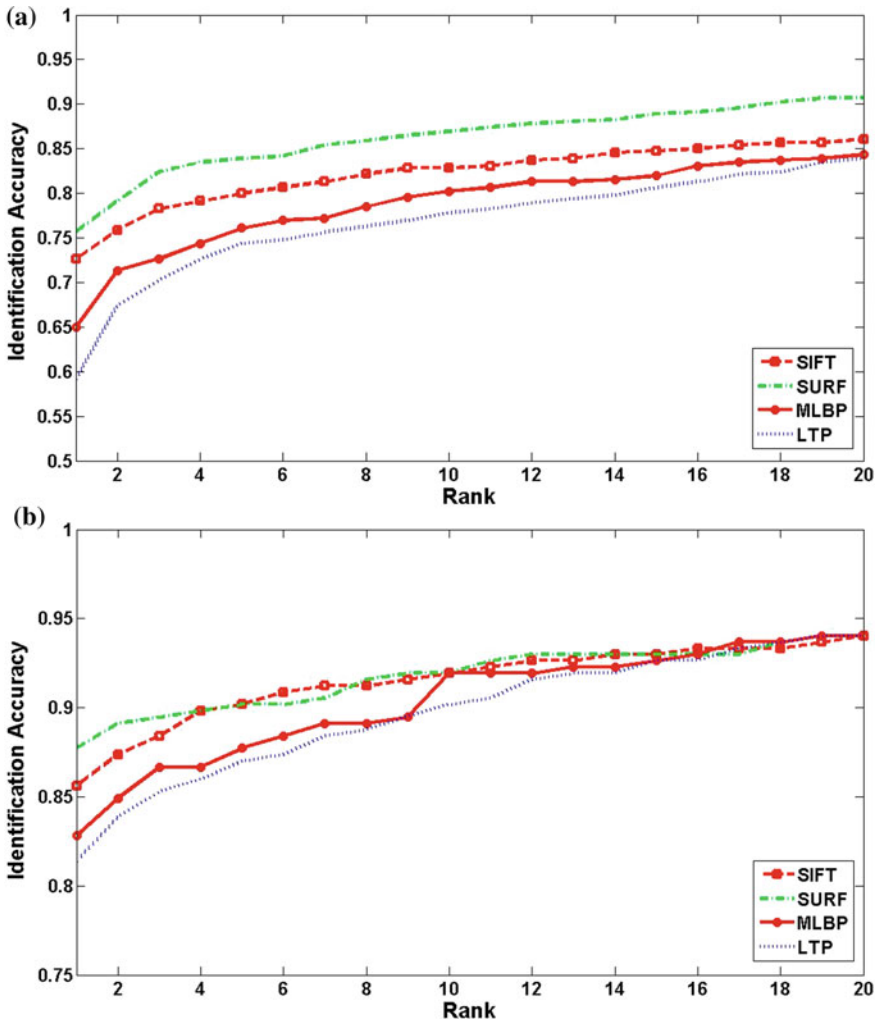 (a)
1
0.95
0.9
0.85
0.8
0.75
0.7
0.65
0.6
0.55
0.5
Identification Accuracy
SIFT
SURF
MLBP
LTP
2 4 6 8 10 12 14 16 18 20
Rank
(b)
1
0.95
0.9
0.85
0.8
0.75
Identification Accuracy
SIFT
SURF
MLBP
LTP
2 4 6 8 10 12 14 16 18 20
Rank